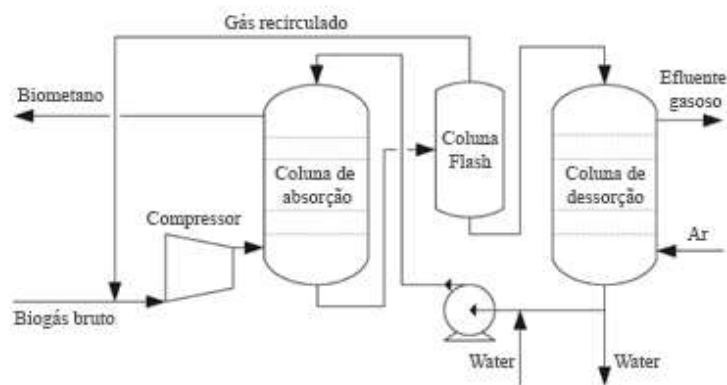 Gás recirculado
Biometano
Efluente
gasoso
Coluna
Flash
Coluna de
absorção
Coluna de
dessorção
Compressor
Ar
Biogás bruto
Water
Water